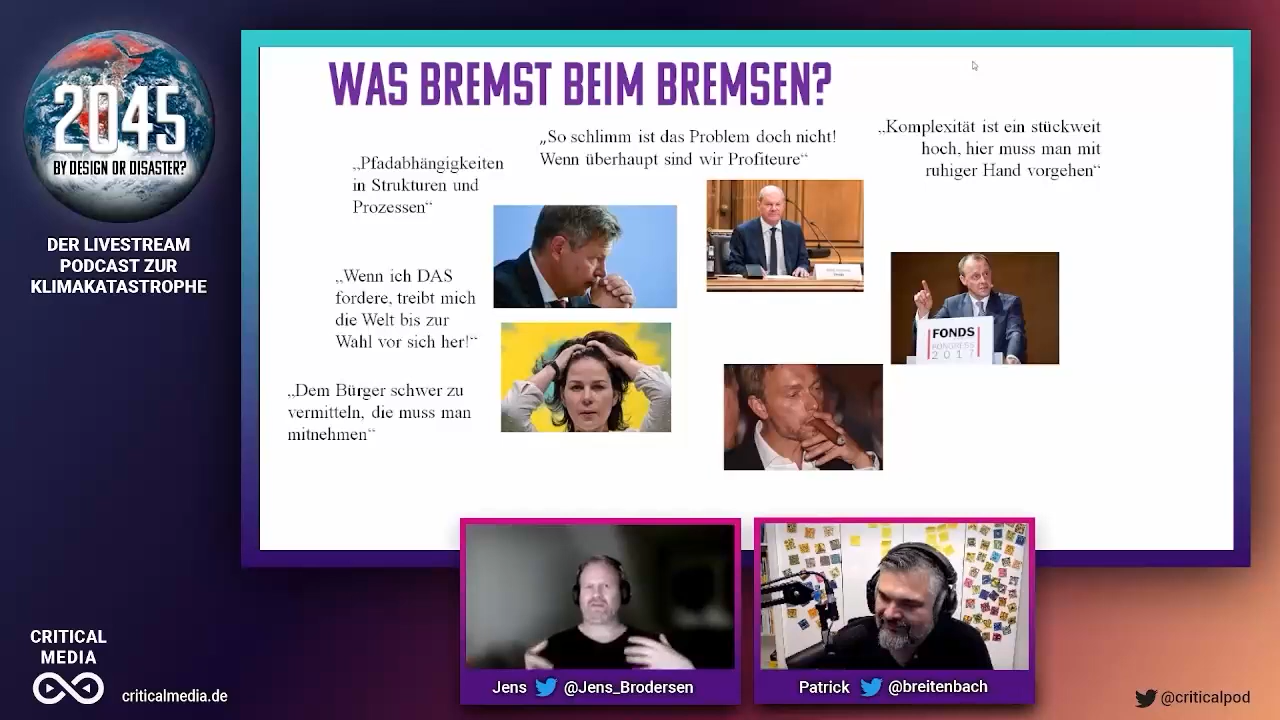 2045
BY DESIGN OR DISASTER?
DER LIVESTREAM
PODCAST ZUR
KLIMAKATASTROPHE
WAS BREMST BEIM BREMSEN?
„Pfadabhängigkeiten
in Strukturen und
Prozessen“
„So schlimm ist das Problem doch nicht!
Wenn überhaupt sind wir Profiteure“
„Komplexität ist ein stückweit
hoch, hier muss man mit
ruhiger Hand vorgehen“
„Wenn ich DAS
fordere, treibt mich
die Welt bis zur
Wahl vor sich her!“
„Dem Bürger schwer zu
vermitteln, die muss man
mitnehmen“
FONDS
KONGRESS
2017
Jens @Jens_Brodersen
Patrick @breitenbach
CRITICAL
MEDIA
criticalmedia.de
@criticalpod